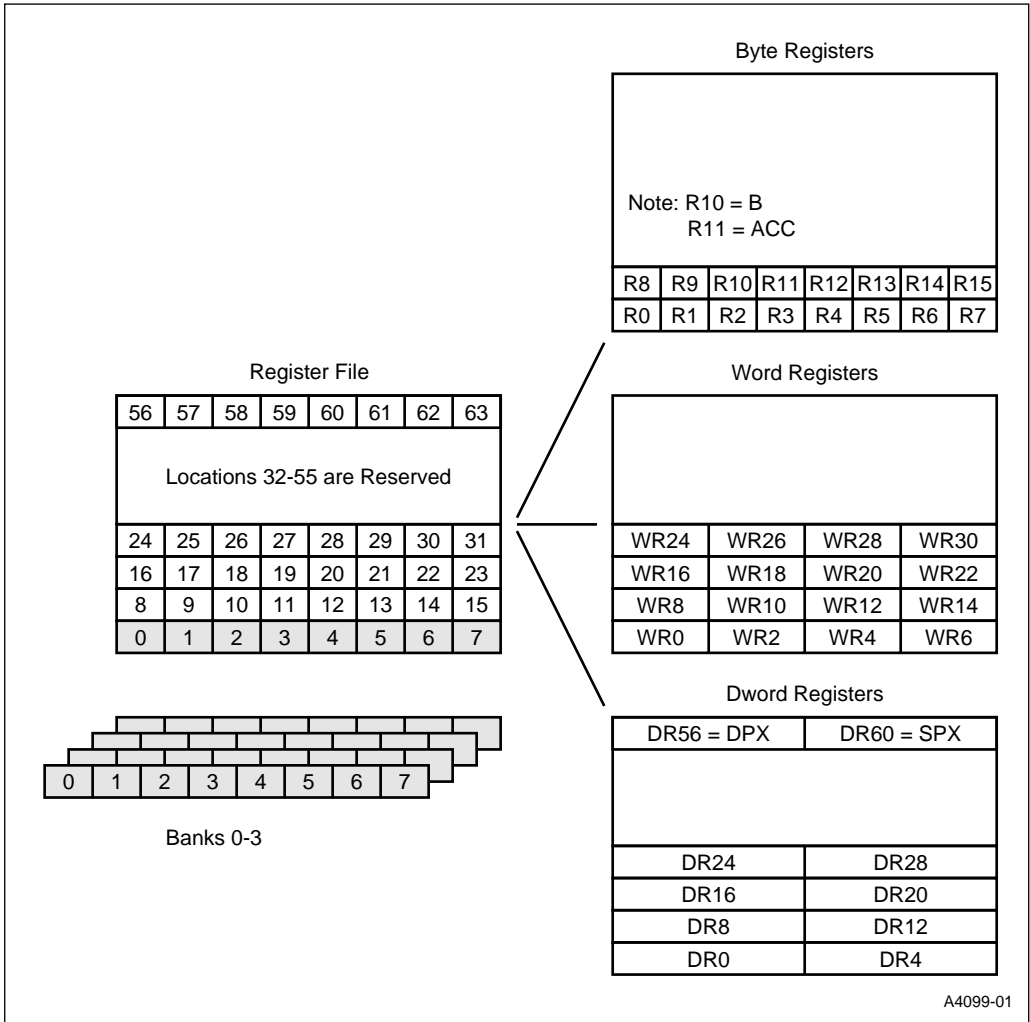 Byte Registers
Note: R10 = B
R11 = ACC
R8 R9 R10 R11 R12 R13 R14 R15
R0 R1 R2 R3 R4 R5 R6 R7
Register File
56 57 58 59 60 61 62 63
Locations 32-55 are Reserved
24 25 26 27 28 29 30 31
16 17 18 19 20 21 22 23
8 9 10 11 12 13 14 15
0 1 2 3 4 5 6 7
0 1 2 3 4 5 6 7
Banks 0-3
Word Registers
WR24 WR26 WR28 WR30
WR16 WR18 WR20 WR22
WR8 WR10 WR12 WR14
WR0 WR2 WR4 WR6
Dword Registers
DR56 = DPX DR60 = SPX
DR24 DR28
DR16 DR20
DR8 DR12
DR0 DR4
A4099-01